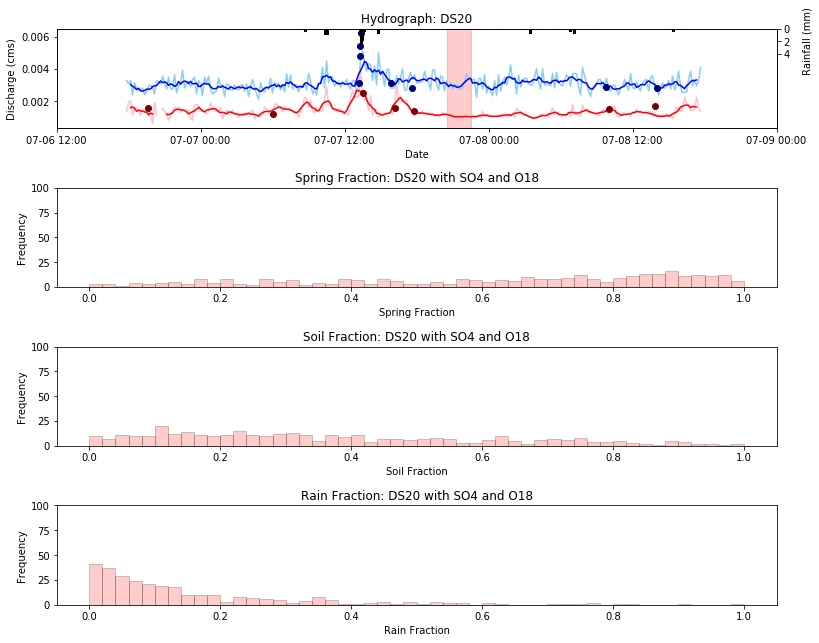 Hydrograph: DS20
Discharge (cms)
0.006
0.004
0.002
0
2
4
Rainfall (mm)
07-06 12:00 07-07 00:00 07-07 12:00 07-08 00:00 07-08 12:00 07-09 00:00
Date
Spring Fraction: DS20 with SO4 and O18
Frequency
100
75
50
25
0
0.0 0.2 0.4 0.6 0.8 1.0
Spring Fraction
Soil Fraction: DS20 with SO4 and O18
Frequency
100
75
50
25
0
0.0 0.2 0.4 0.6 0.8 1.0
Soil Fraction
Rain Fraction: DS20 with SO4 and O18
Frequency
100
75
50
25
0
0.0 0.2 0.4 0.6 0.8 1.0
Rain Fraction